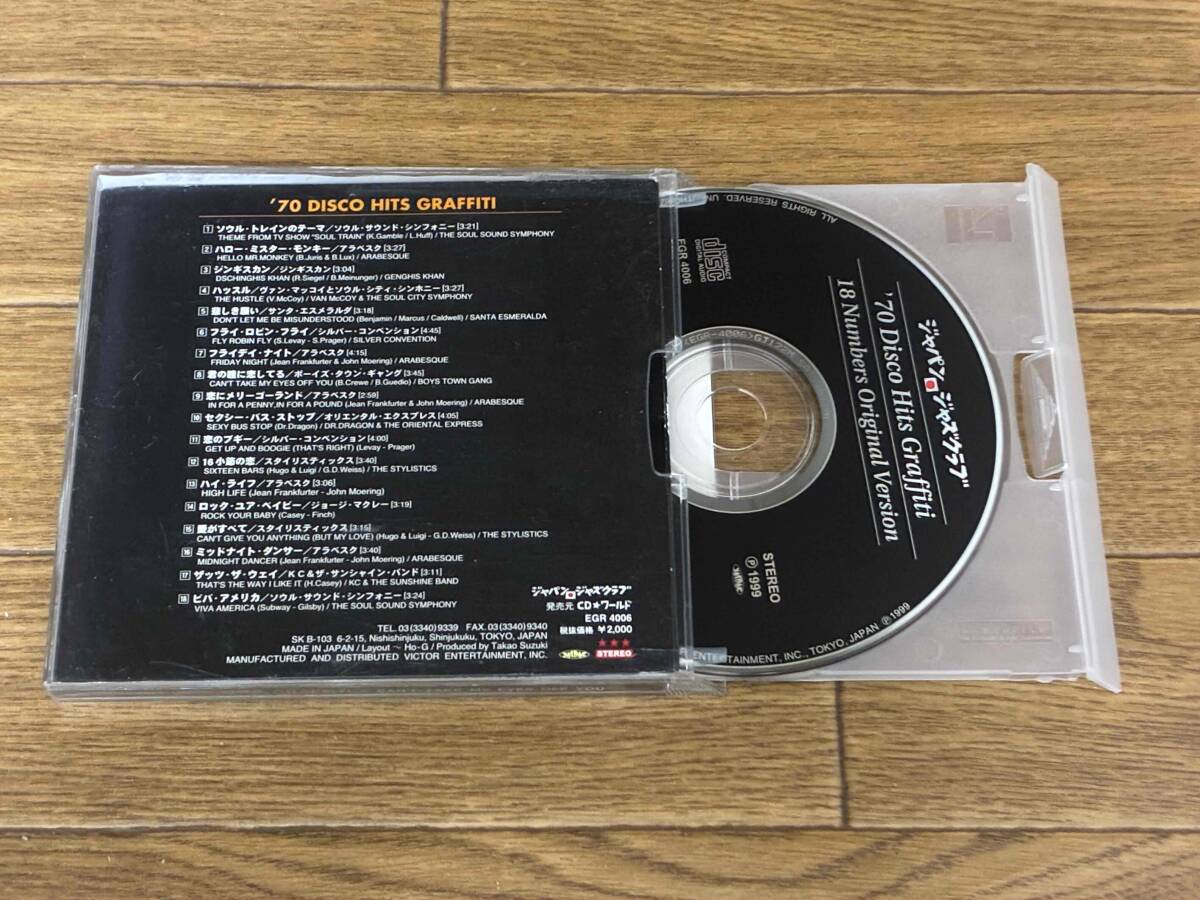 '70 DISCO HITS GRAFFITI
1 ソウル・トレインのテーマ/ソウル・サウンド・シンフォニー [3:21]
THEME FROM TV SHOW "SOUL TRAIN" (K.Gamble / L.Huff) / THE SOUL SOUND SYMPHONY
2 ハロー・ミスター・モンキー/アラベスク [3:27]
HELLO MR.MONKEY (B.Juris & B.Lux) / ARABESQUE
3 ジンギスカン/ジンギスカン [3:04]
DSCHINGHIS KHAN (R.Siegel / B.Meinunger) / GENGHIS KHAN
4 ハッスル/ヴァン・マッコイとソウル・シティ・シンホニー [3:27]
THE HUSTLE (V.McCoy) / VAN McCOY & THE SOUL CITY SYMPHONY
5 悲しき願い/サンタ・エスメラルダ [3:18]
DON'T LET ME BE MISUNDERSTOOD (Benjamin / Marcus / Caldwell) / SANTA ESMERALDA
6 フライ・ロビン・フライ/シルバー・コンベンション [4:45]
FLY ROBIN FLY (S.Levay - S.Prager) / SILVER CONVENTION
7 フライデイ・ナイト/アラベスク [4:15]
FRIDAY NIGHT (Jean Frankfurter & John Moering) / ARABESQUE
8 君の瞳に恋してる/ボーイズ・タウン・ギャング [3:45]
CAN'T TAKE MY EYES OFF YOU (B.Crewe / B.Guedio) / BOYS TOWN GANG
9 恋にメリーゴーランド/アラベスク [2:59]
IN FOR A PENNY,IN FOR A POUND (Jean Frankfurter & John Moering) / ARABESQUE
10 セクシー・バス・ストップ/オリエンタル・エクスプレス [4:05]
SEXY BUS STOP (Dr.Dragon) / DR.DRAGON & THE ORIENTAL EXPRESS
11 恋のブギー/シルバー・コンベンション [4:00]
GET UP AND BOOGIE (THAT'S RIGHT) (Levay - Prager)
12 16小節の恋/スタイリスティックス [3:40]
SIXTEEN BARS (Hugo & Luigi / G.D.Weiss) / THE STYLISTICS
13 ハイ・ライフ/アラベスク [3:06]
HIGH LIFE (Jean Frankfurter - John Moering)
14 ロック・ユア・ベイビー/ジョージ・マクレー [3:19]
ROCK YOUR BABY (Casey - Finch)
15 愛がすべて/スタイリスティックス [3:15]
CAN'T GIVE YOU ANYTHING (BUT MY LOVE) (Hugo & Luigi - G.D.Weiss) / THE STYLISTICS
16 ミッドナイト・ダンサー/アラベスク [3:40]
MIDNIGHT DANCER (Jean Frankfurter - John Moering) / ARABESQUE
17 ザッツ・ザ・ウェイ/KC&ザ・サンシャイン・バンド [3:11]
THAT'S THE WAY I LIKE IT (H.Casey) / KC & THE SUNSHINE BAND
18 ビバ・アメリカ/ソウル・サウンド・シンフォニー [3:24]
VIVA AMERICA (Subway - Gilsby) / THE SOUL SOUND SYMPHONY
ジャパン・ジャズクラブ
発売元 CD★ワールド
EGR 4006
税抜価格 ¥2,000
TEL. 03(3340)9339 FAX. 03(3340)9340
SK B-103 6-2-15, Nishishinjuku, Shinjukuku, TOKYO, JAPAN
MADE IN JAPAN / Layout ～ Ho-G / Produced by Takao Suzuki
MANUFACTURED AND DISTRIBUTED VICTOR ENTERTAINMENT, INC.
STEREO
ジャパン・ジャズクラブ
'70 Disco Hits Graffiti
18 Numbers Original Version
COMPACT
disc
DIGITAL AUDIO
EGR 4006
STEREO
Ⓟ 1999
ALL RIGHTS RESERVED.
ENTERTAINMENT, INC., TOKYO, JAPAN Ⓟ1999